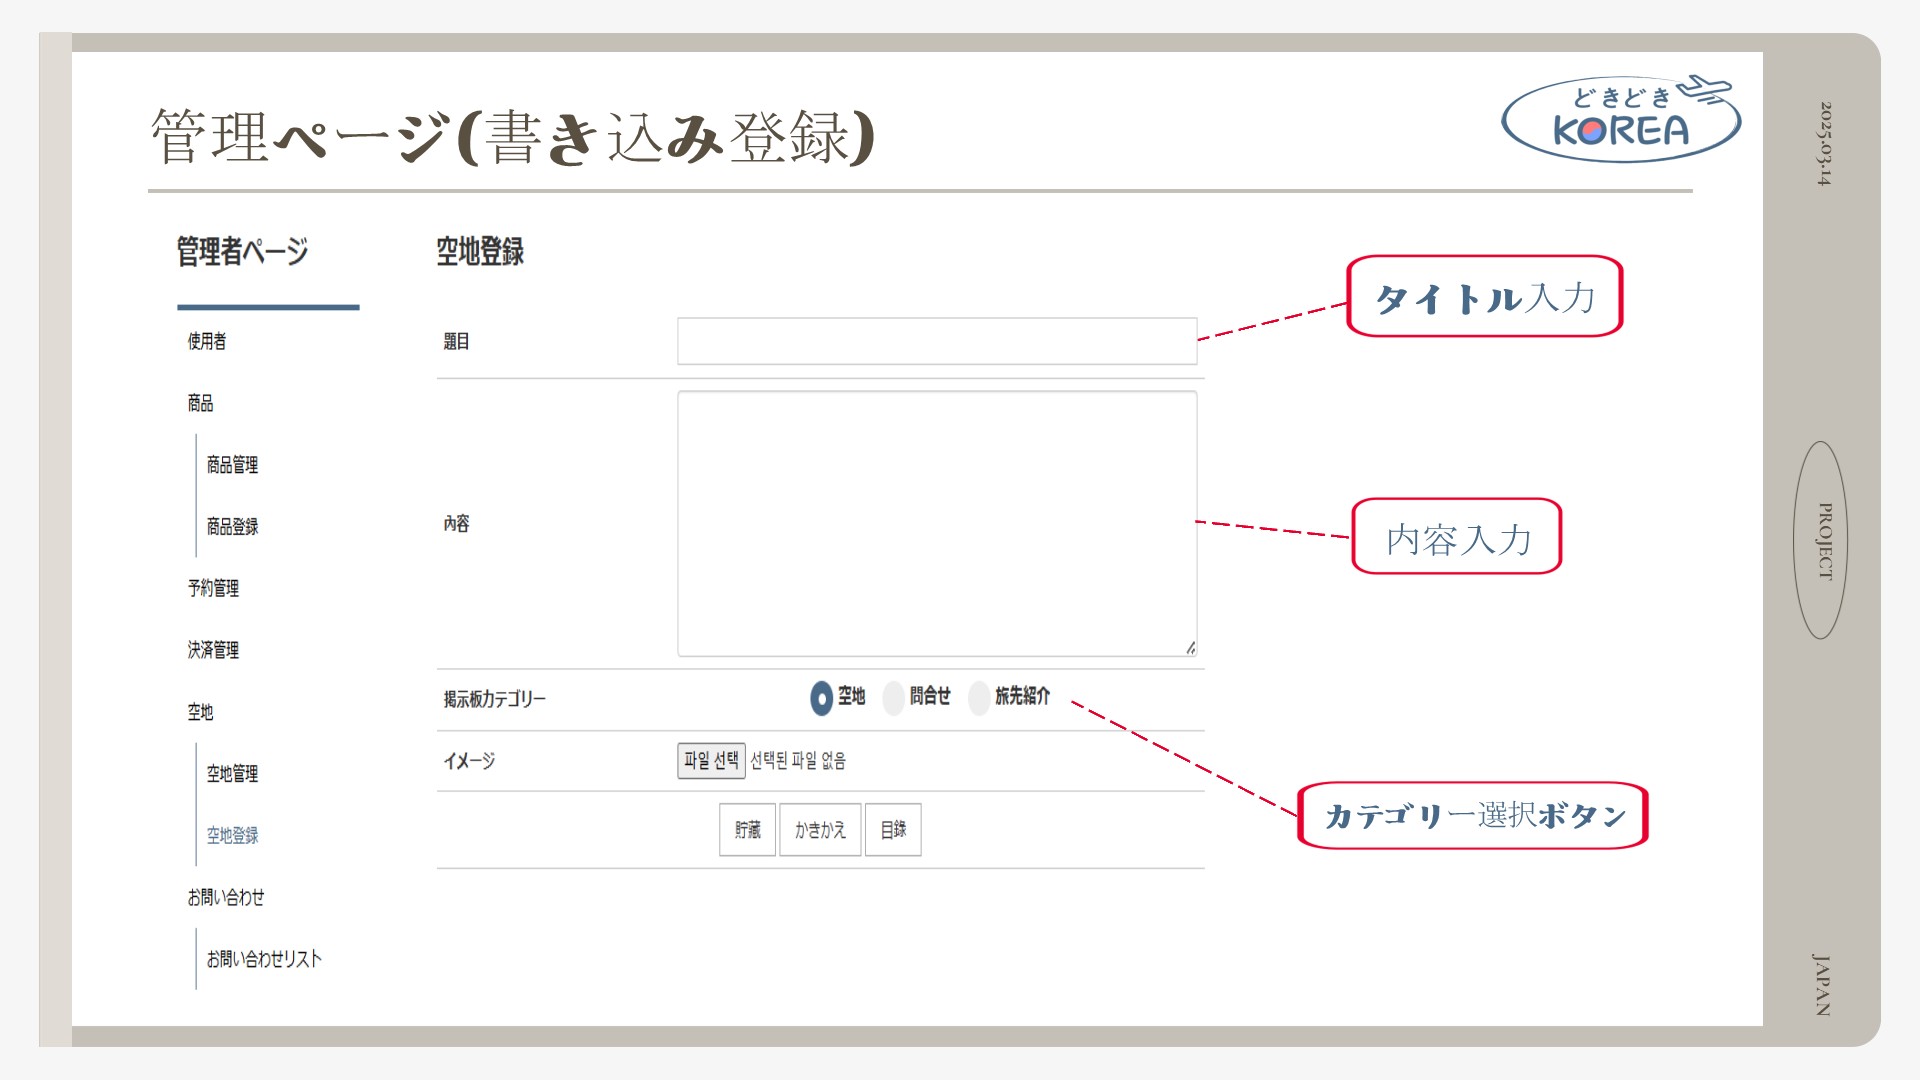 管理ページ(書き込み登録)
どきどき
KOREA
2025.03.14
PROJECT
JAPAN
管理者ページ
使用者
商品
商品管理
商品登録
予約管理
決済管理
空地
空地管理
空地登録
お問い合わせ
お問い合わせリスト
空地登録
題目
內容
掲示板カテゴリー
空地 問合せ 旅先紹介
イメージ
파일 선택 선택된 파일 없음
貯蔵 かきかえ 目錄
タイトル入力
内容入力
カテゴリー選択ボタン